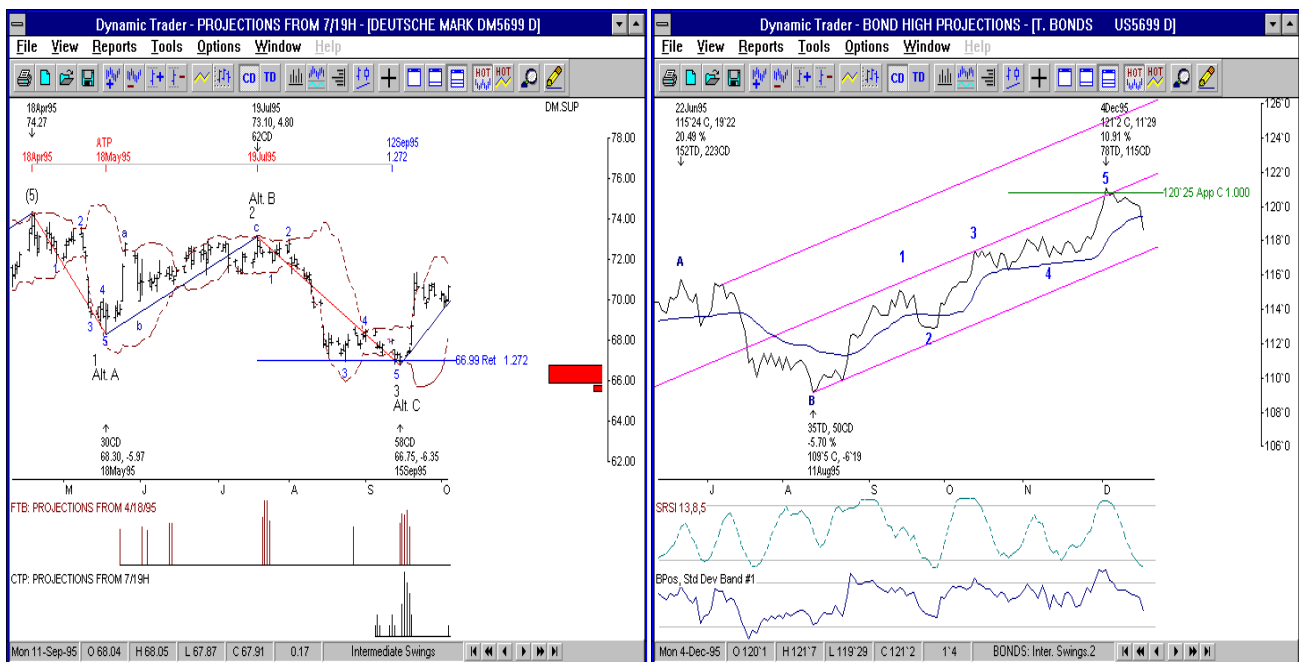 Dynamic Trader - PROJECTIONS FROM 7/19H - [DEUTSCHE MARK DM5699 D]
File View Reports Tools Options Window Help
CD TD HOT HOT
18Apr95
74.27
19Jul95
73.10, 4.80
62CD
DM.SUP
ATP
18Apr95 18May95 19Jul95
12Sep95
1.272
78.00
76.00
74.00
72.00
70.00
68.00
66.00
64.00
62.00
(5)
Alt. B
2
c
2
2
a
1
1
4
3
b
5
1
Alt. A
4
3
5
3
Alt. C
66.99 Ret 1.272
30CD
68.30, -5.97
18May95
58CD
66.75, -6.35
15Sep95
M J J A S O
FTB: PROJECTIONS FROM 4/18/95
CTP: PROJECTIONS FROM 7/19H
Mon 11-Sep-95 O 68.04 H 68.05 L 67.87 C 67.91 0.17 Intermediate Swings
Dynamic Trader - BOND HIGH PROJECTIONS - [T. BONDS US5699 D]
File View Reports Tools Options Window Help
CD TD HOT HOT
22Jun95
115`24 C, 19`22
20.49 %
152TD, 223CD
4Dec95
121`2 C, 11`29
10.91 %
78TD, 115CD
126`0
124`0
122`0
120`0
118`0
116`0
114`0
112`0
110`0
108`0
106`0
5
120`25 App C 1.000
3
1
A
4
2
B
35TD, 50CD
-5.70 %
109`5 C, -6`19
11Aug95
J A S O N D
SRSI 13,8,5
BPos, Std Dev Band #1
Mon 4-Dec-95 O 120`1 H 121`7 L 119`29 C 121`2 1`4 BONDS: Inter. Swings.2